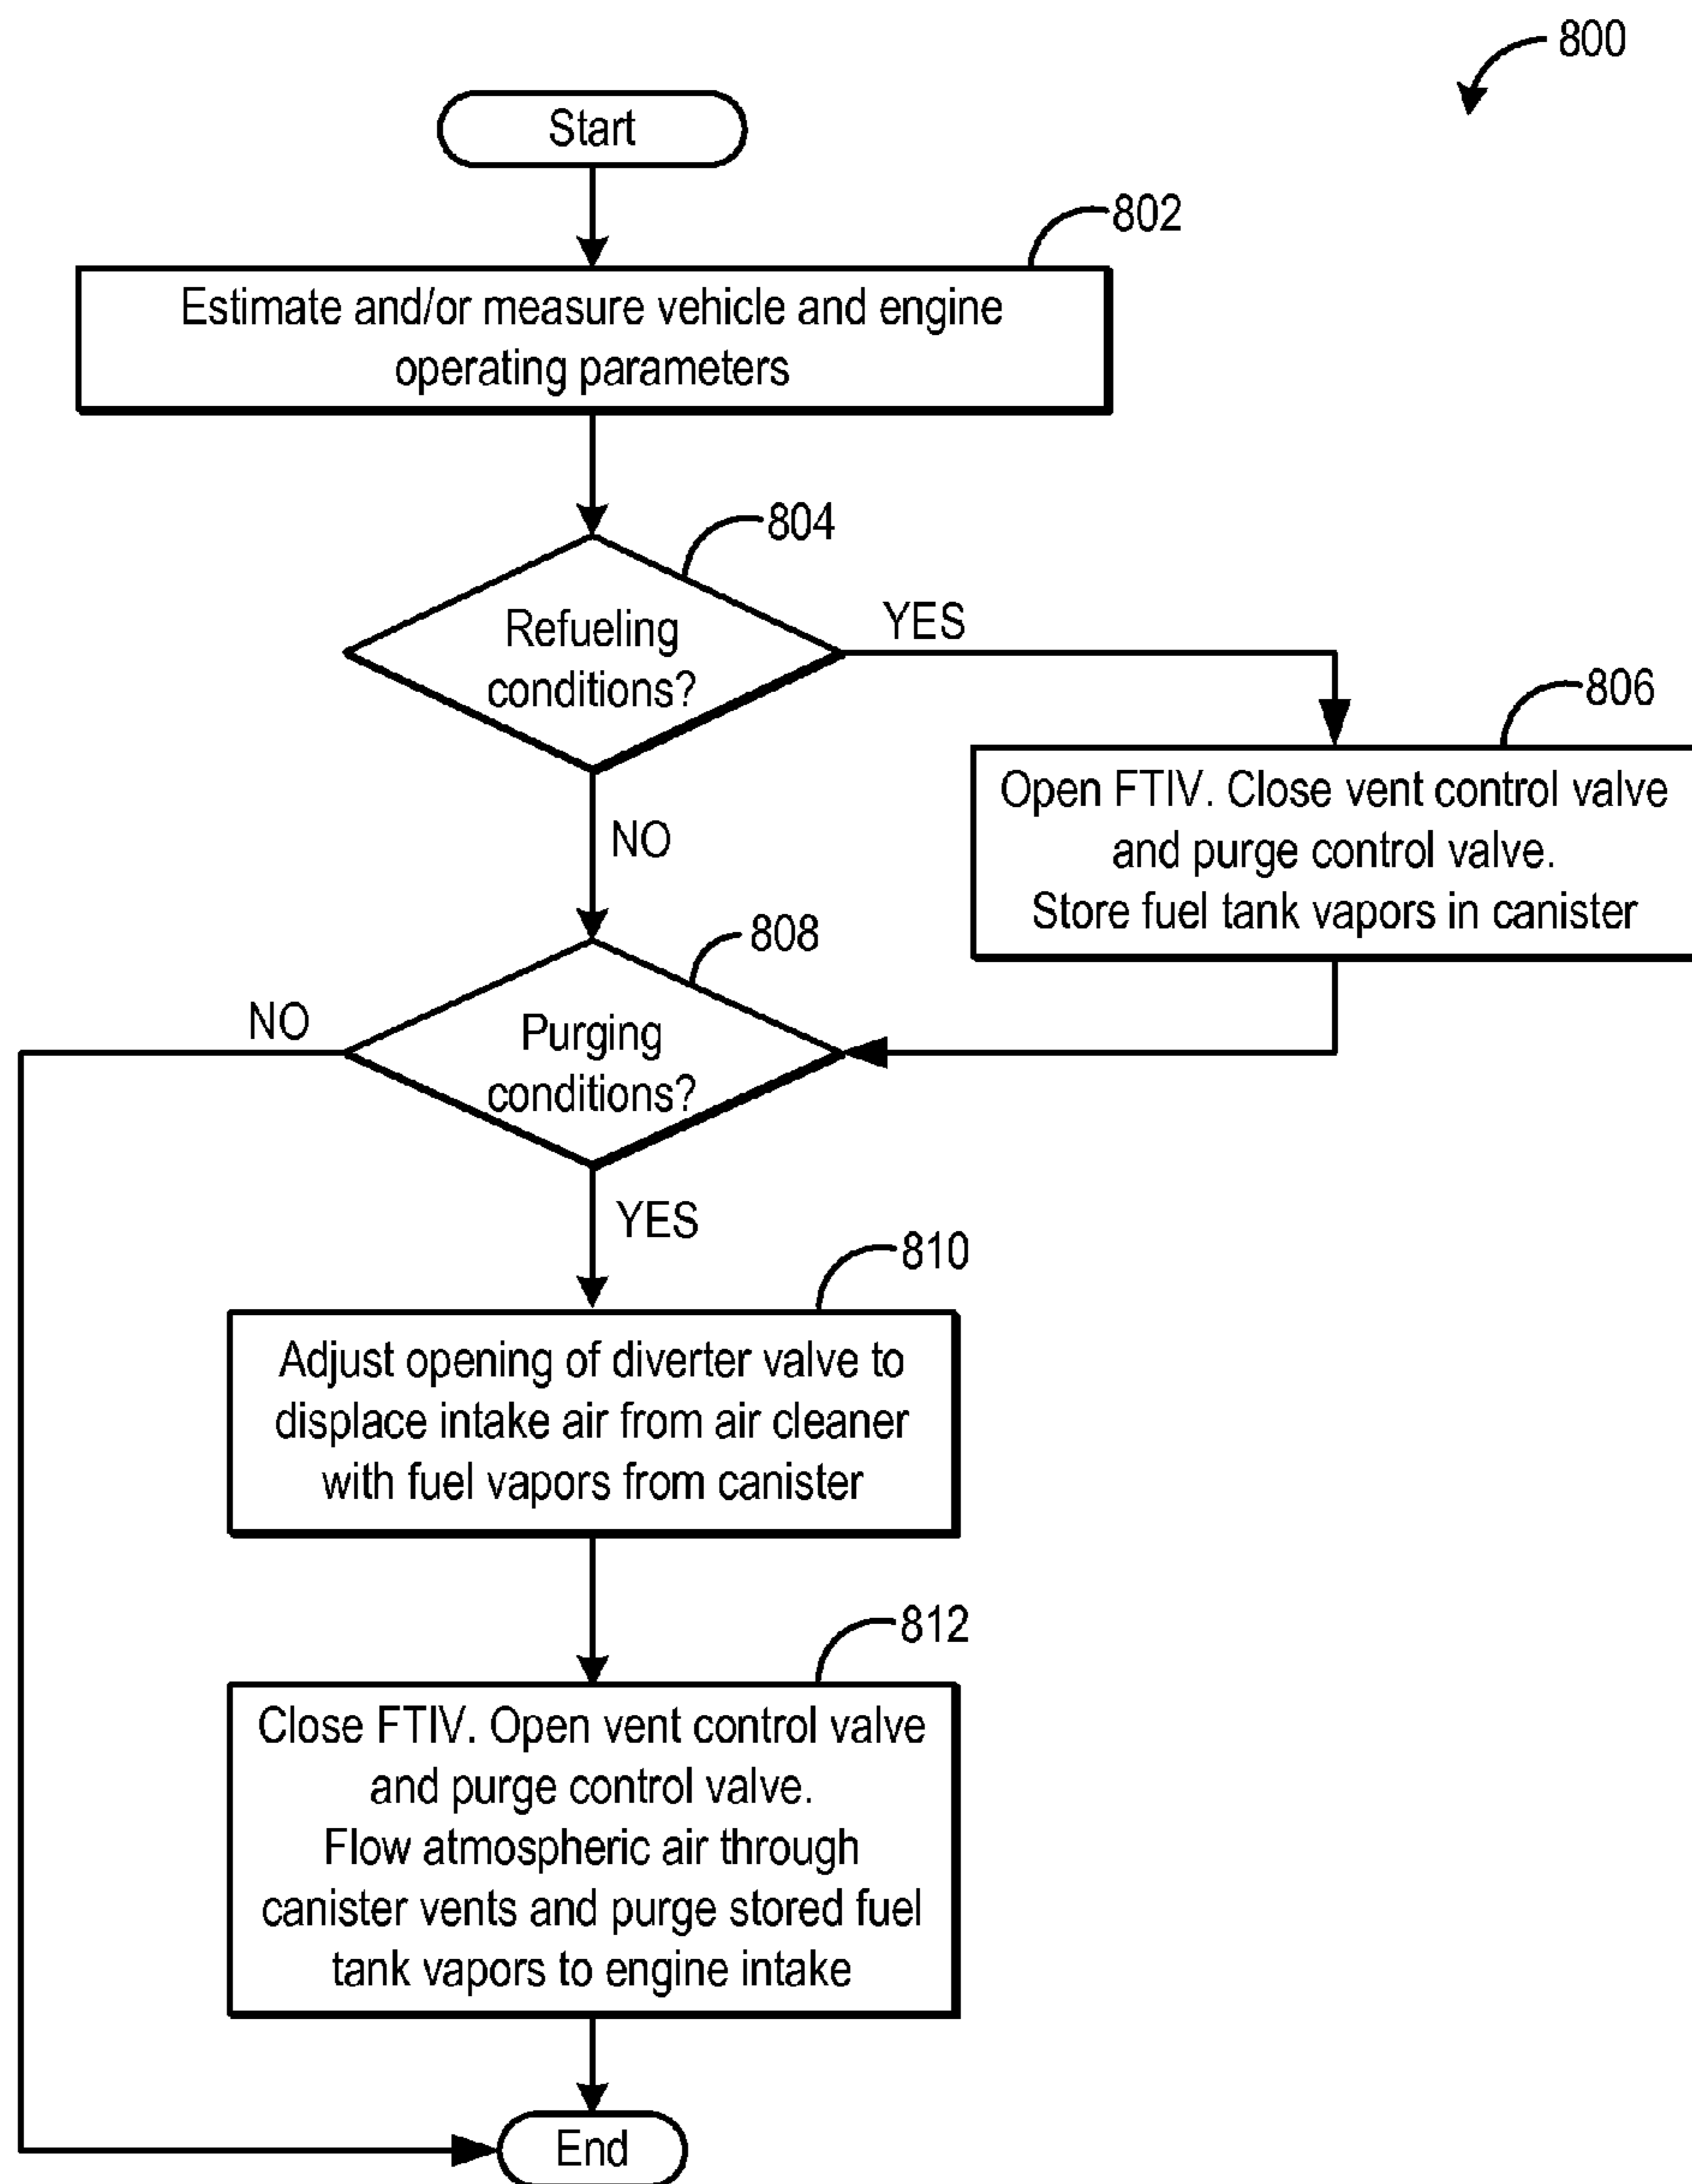 800
Start
802
Estimate and/or measure vehicle and engine
operating parameters
804
Refueling
conditions?
YES
806
Open FTIV. Close vent control valve
and purge control valve.
Store fuel tank vapors in canister
NO
808
NO
Purging
conditions?
YES
810
Adjust opening of diverter valve to
displace intake air from air cleaner
with fuel vapors from canister
812
Close FTIV. Open vent control valve
and purge control valve.
Flow atmospheric air through
canister vents and purge stored fuel
tank vapors to engine intake
End